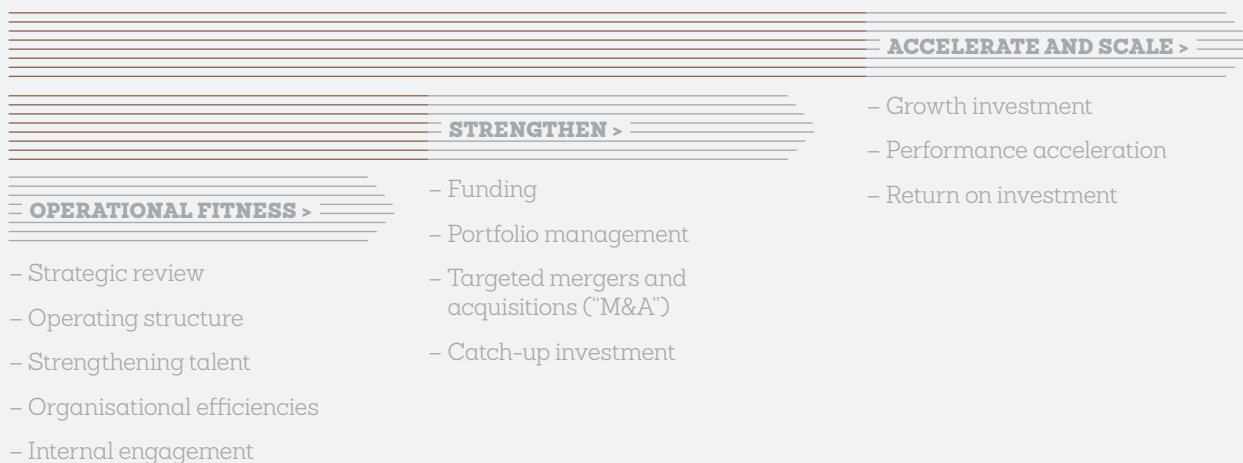 ACCELERATE AND SCALE >
– Growth investment
– Performance acceleration
– Return on investment
STRENGTHEN >
– Funding
– Portfolio management
– Targeted mergers and
acquisitions (“M&A”)
– Catch-up investment
OPERATIONAL FITNESS >
– Strategic review
– Operating structure
– Strengthening talent
– Organisational efficiencies
– Internal engagement